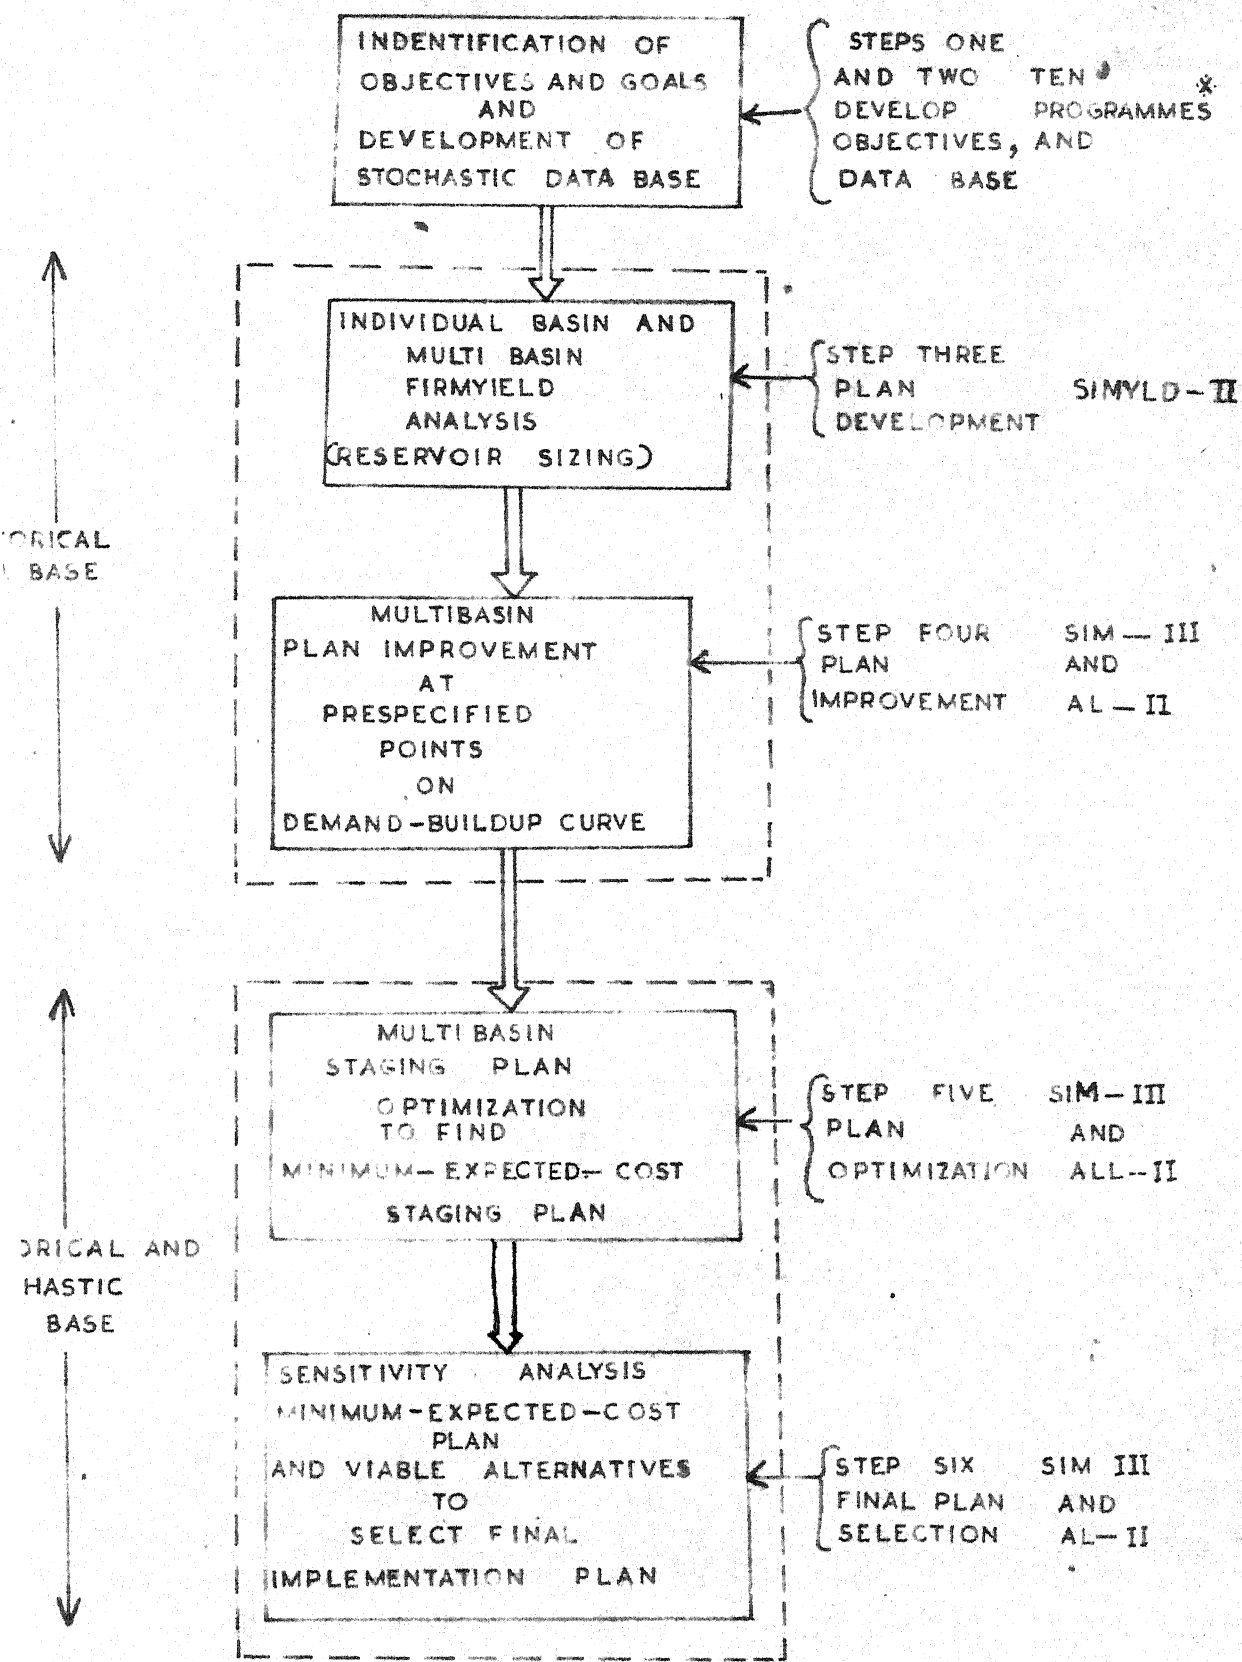 INDENTIFICATION OF
OBJECTIVES AND GOALS
AND
DEVELOPMENT OF
STOCHASTIC DATA BASE
STEPS ONE
AND TWO TEN
DEVELOP PROGRAMMES
OBJECTIVES, AND
DATA BASE
INDIVIDUAL BASIN AND
MULTI BASIN
FIRMYIELD
ANALYSIS
(RESERVOIR SIZING)
STEP THREE
PLAN SIMYLD-II
DEVELOPMENT
ORICAL
BASE
MULTIBASIN
PLAN IMPROVEMENT
AT
PRESPECIFIED
POINTS
ON
DEMAND-BUILDUP CURVE
STEP FOUR SIM-III
PLAN AND
IMPROVEMENT AL-II
MULTIBASIN
STAGING PLAN
OPTIMIZATION
TO FIND
MINIMUM-EXPECTED-COST
STAGING PLAN
STEP FIVE SIM-III
PLAN AND
OPTIMIZATION ALL--II
ORICAL AND
HASTIC
BASE
SENSITIVITY ANALYSIS
MINIMUM-EXPECTED-COST
PLAN
AND VIABLE ALTERNATIVES
TO
SELECT FINAL
IMPLEMENTATION PLAN
STEP SIX SIM III
FINAL PLAN AND
SELECTION AL-II